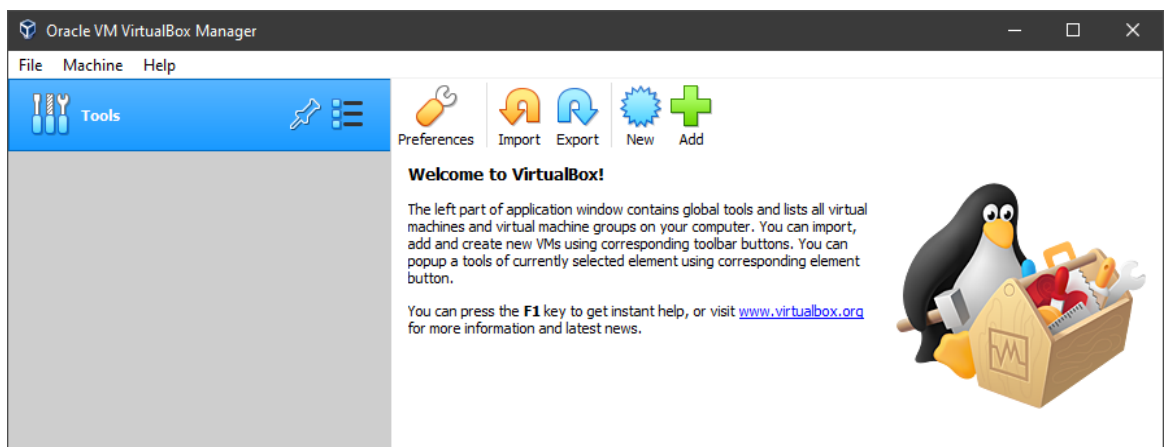 Oracle VM VirtualBox Manager
File Machine Help
Tools
Preferences Import Export New Add
Welcome to VirtualBox!
The left part of application window contains global tools and lists all virtual
machines and virtual machine groups on your computer. You can import,
add and create new VMs using corresponding toolbar buttons. You can
popup a tools of currently selected element using corresponding element
button.
You can press the F1 key to get instant help, or visit www.virtualbox.org
for more information and latest news.